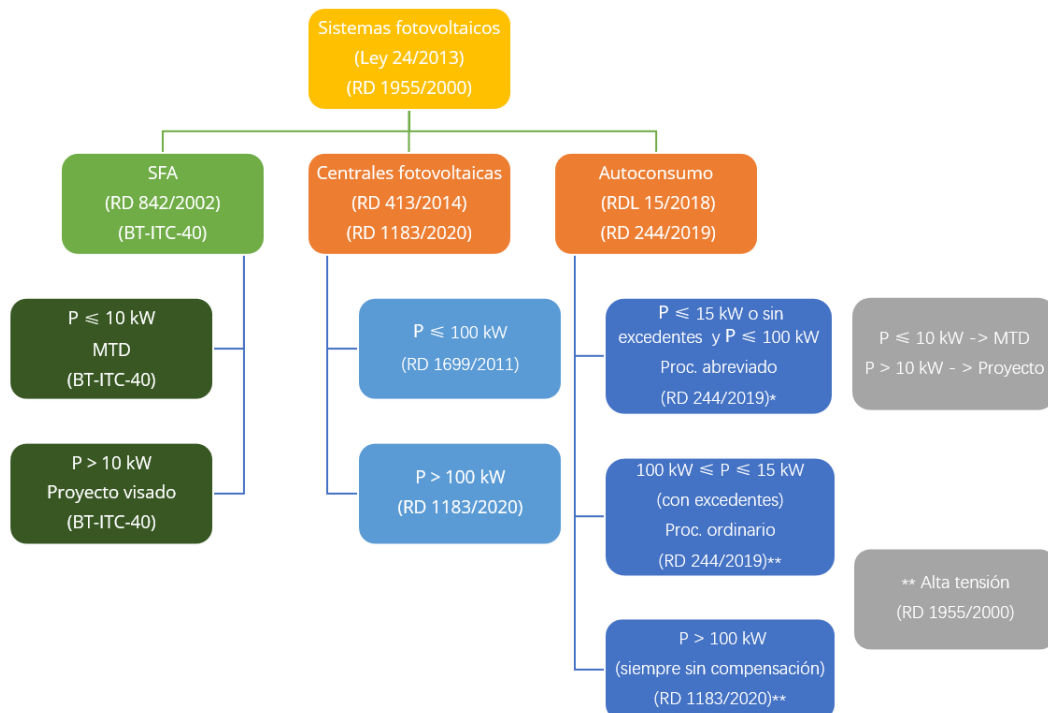 Sistemas fotovoltaicos
(Ley 24/2013)
(RD 1955/2000)
SFA
(RD 842/2002)
(BT-ITC-40)
Centrales fotovoltaicas
(RD 413/2014)
(RD 1183/2020)
Autoconsumo
(RDL 15/2018)
(RD 244/2019)
P ≤ 10 kW
MTD
(BT-ITC-40)
P > 10 kW
Proyecto visado
(BT-ITC-40)
P ≤ 100 kW
(RD 1699/2011)
P > 100 kW
(RD 1183/2020)
P ≤ 15 kW o sin
excedentes y P ≤ 100 kW
Proc. abreviado
(RD 244/2019)*
100 kW ≤ P ≤ 15 kW
(con excedentes)
Proc. ordinario
(RD 244/2019)**
P > 100 kW
(siempre sin compensación)
(RD 1183/2020)**
P ≤ 10 kW -> MTD
P > 10 kW - > Proyecto
** Alta tensión
(RD 1955/2000)